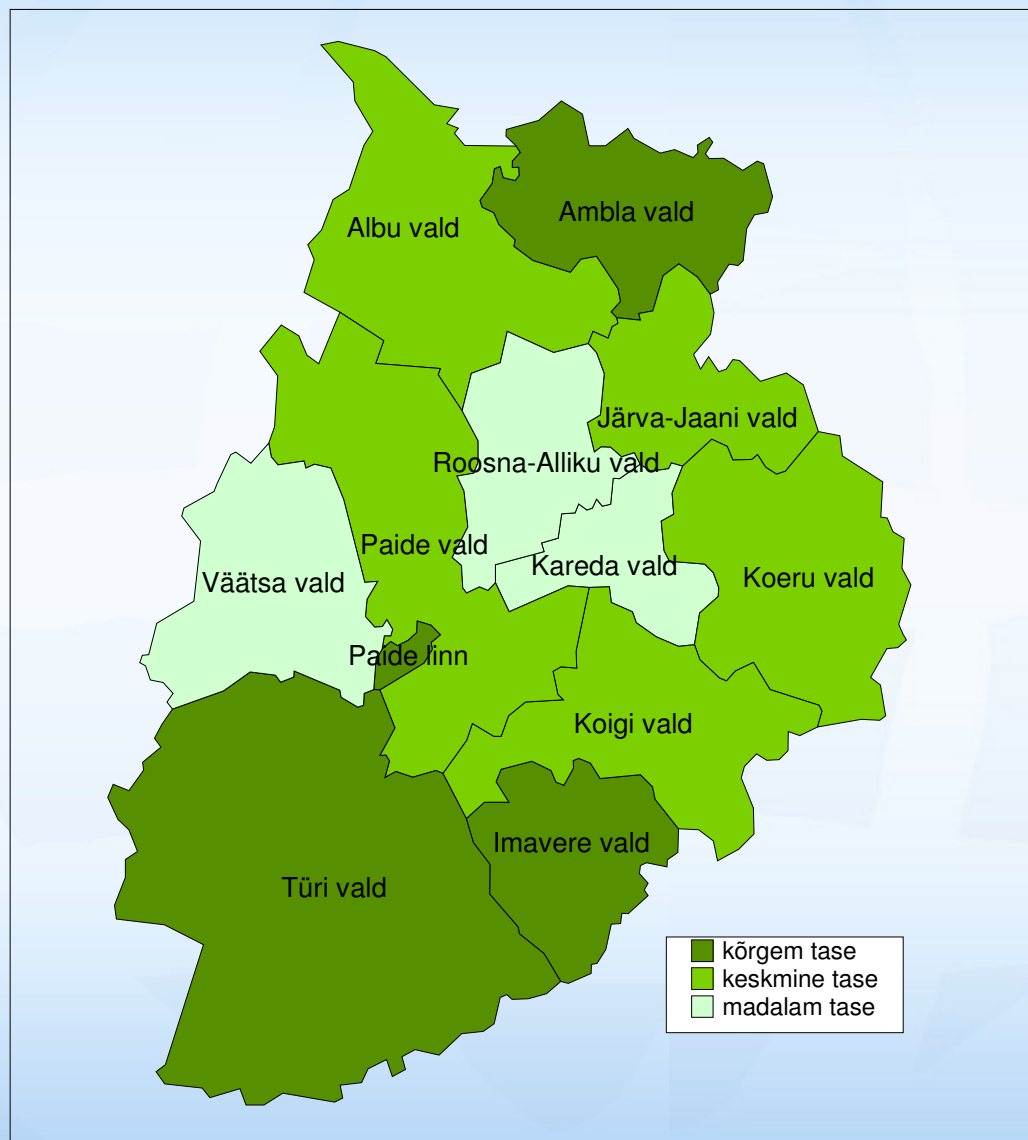 Ambla vald
Albu vald
Järva-Jaani vald
Roosna-Alliku vald
Paide vald
Kareda vald
Koeru vald
Väätsa vald
Paide linn
Koigi vald
Imavere vald
Türi vald
kõrgem tase
keskmine tase
madalam tase